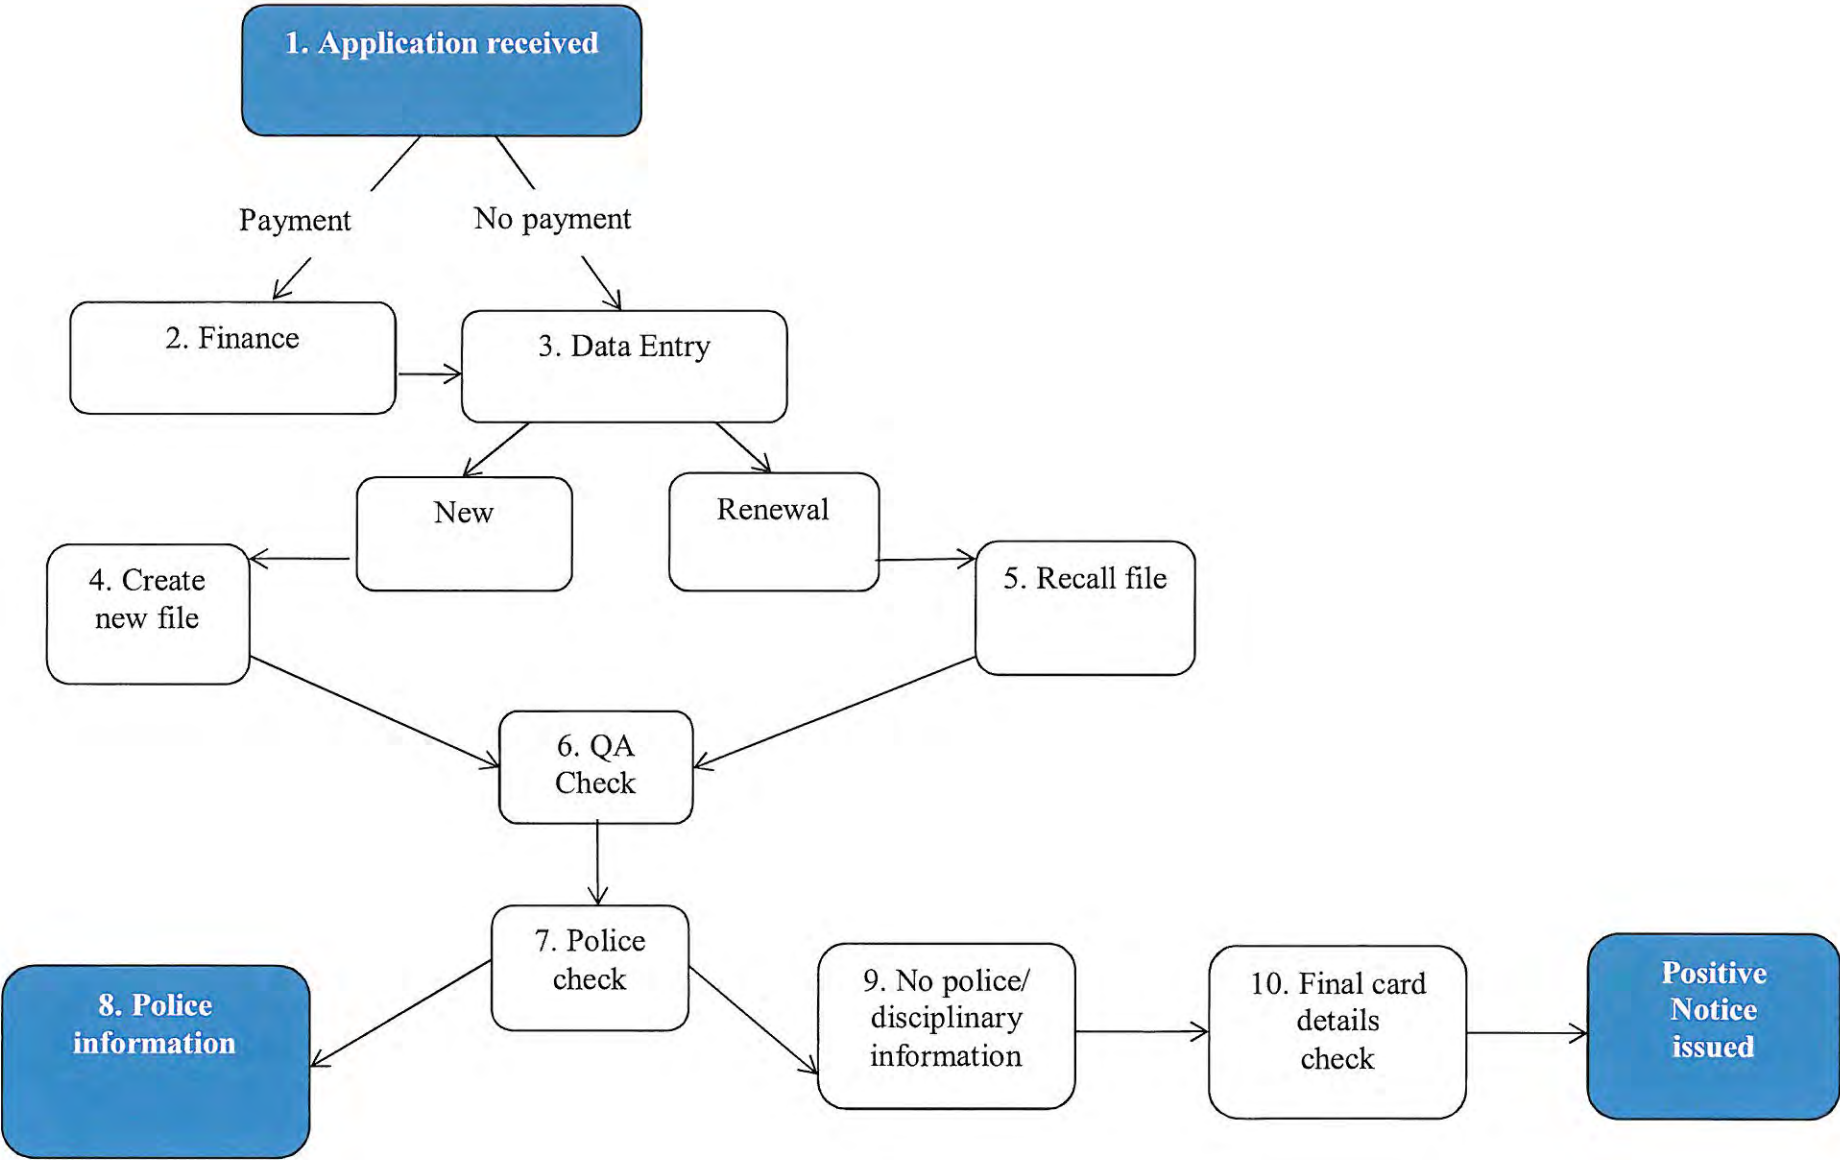 1. Application received
Payment
No payment
2. Finance
3. Data Entry
New
Renewal
4. Create
new file
5. Recall file
6. QA
Check
7. Police
check
8. Police
information
9. No police/
disciplinary
information
10. Final card
details
check
Positive
Notice
issued